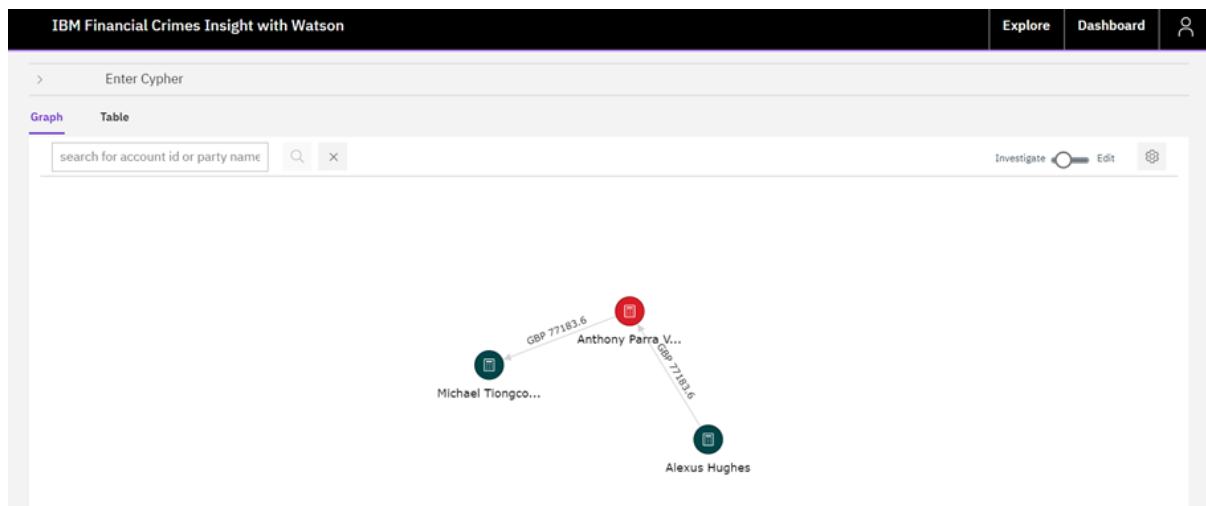 IBM Financial Crimes Insight with Watson
Explore
Dashboard
Enter Cypher
Graph
Table
search for account id or party name
Investigate
Edit
GBP 77183.6
Anthony Parra V...
GBP 77183.6
Michael Tiongco...
Alexus Hughes